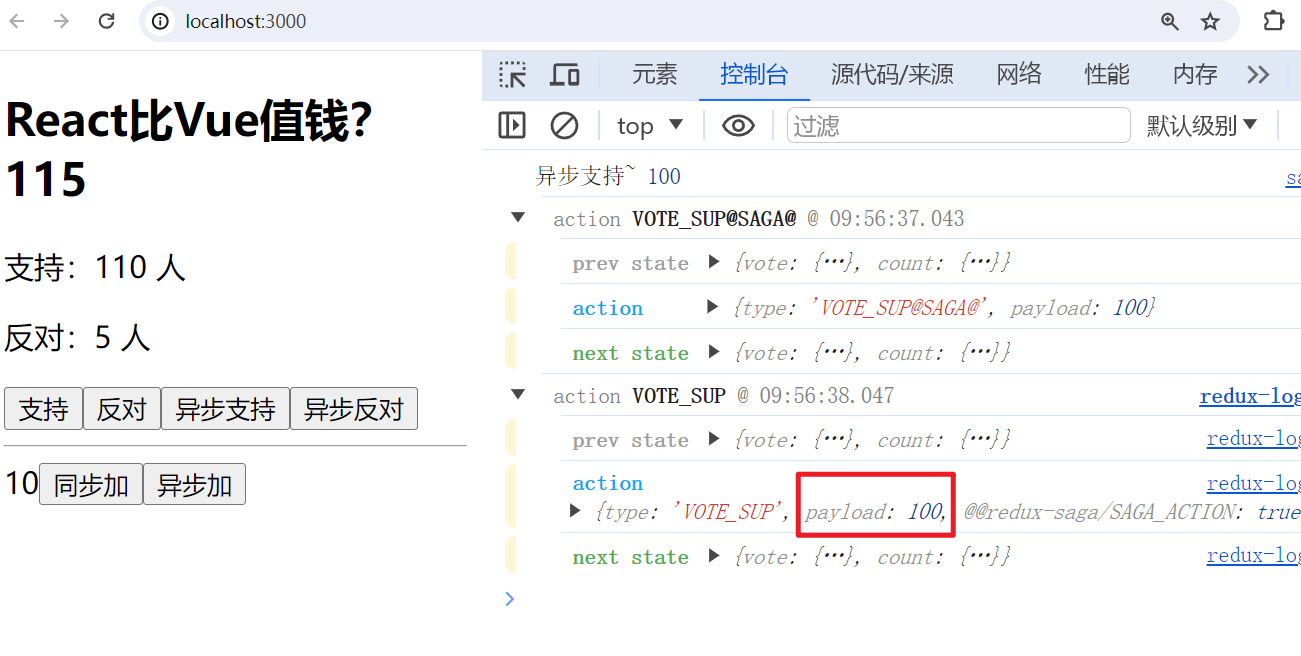 localhost:3000
React比Vue值钱?
115
支持：110 人
反对：5 人
支持 反对 异步支持 异步反对
10 同步加 异步加
元素 控制台 源代码/来源 网络 性能 内存
top 过滤 默认级别
异步支持~ 100
action VOTE_SUP@SAGA@ @ 09:56:37.043
prev state {vote: {…}, count: {…}}
action {type: 'VOTE_SUP@SAGA@', payload: 100}
next state {vote: {…}, count: {…}}
action VOTE_SUP @ 09:56:38.047 redux-log
prev state {vote: {…}, count: {…}} redux-log
action redux-log
{type: 'VOTE_SUP', payload: 100, @@redux-saga/SAGA_ACTION: true
next state {vote: {…}, count: {…}} redux-log